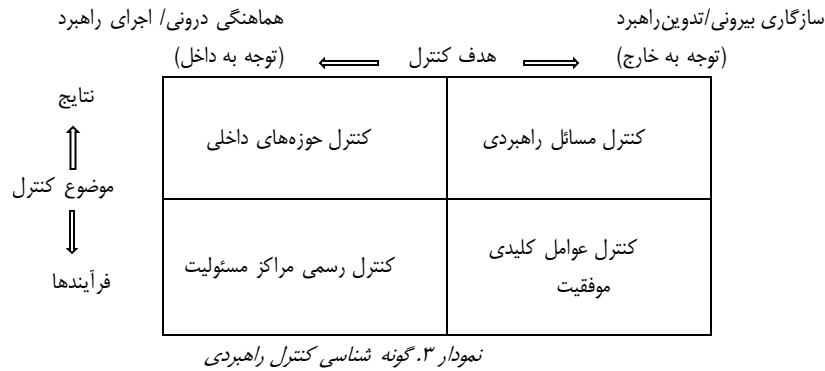 سازگاری بیرونی/تدوین‌راهبرد هماهنگی درونی/ اجرای راهبرد
(توجه به خارج) هدف کنترل (توجه به داخل)
نتایج
کنترل مسائل راهبردی کنترل حوزه‌های داخلی
موضوع کنترل
کنترل عوامل کلیدی
موفقیت
کنترل رسمی مراکز مسئولیت
فرآیندها
نمودار ۳. گونه شناسی کنترل راهبردی